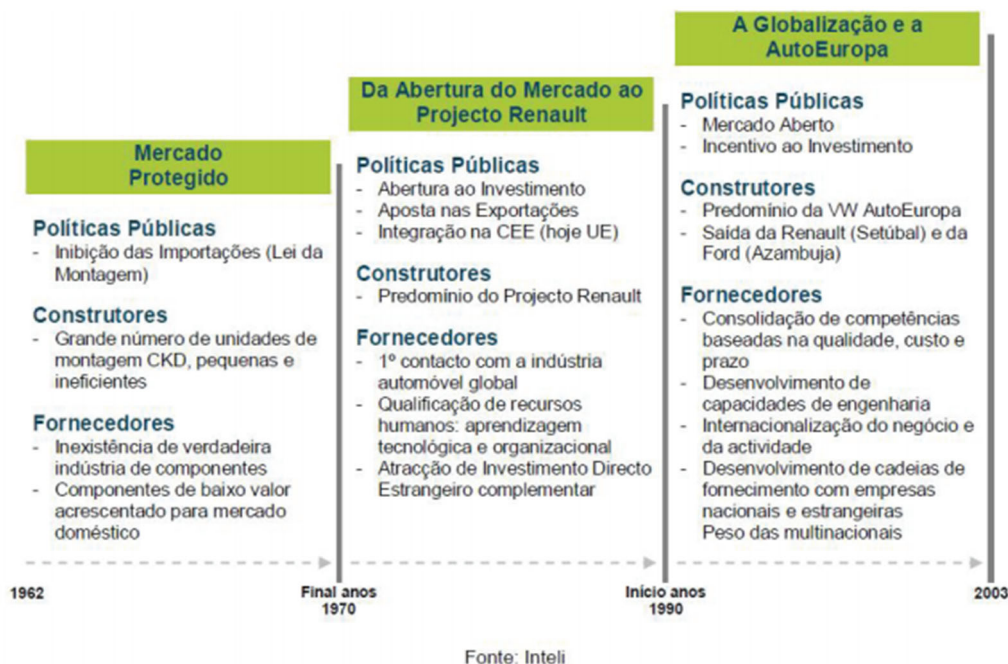 Mercado
Protegido
Políticas Públicas
- Inibição das Importações (Lei da
Montagem)
Construtores
- Grande número de unidades de
montagem CKD, pequenas e
ineficientes
Fornecedores
- Inexistência de verdadeira
indústria de componentes
- Componentes de baixo valor
acrescentado para mercado
doméstico
Da Abertura do Mercado ao
Projecto Renault
Políticas Públicas
- Abertura ao Investimento
- Aposta nas Exportações
- Integração na CEE (hoje UE)
Construtores
- Predomínio do Projecto Renault
Fornecedores
- 1º contacto com a indústria
automóvel global
- Qualificação de recursos
humanos: aprendizagem
tecnológica e organizacional
- Atracção de Investimento Directo
Estrangeiro complementar
A Globalização e a
AutoEuropa
Políticas Públicas
- Mercado Aberto
- Incentivo ao Investimento
Construtores
- Predomínio da VW AutoEuropa
- Saída da Renault (Setúbal) e da
Ford (Azambuja)
Fornecedores
- Consolidação de competências
baseadas na qualidade, custo e
prazo
- Desenvolvimento de
capacidades de engenharia
- Internacionalização do negócio e
da actividade
- Desenvolvimento de cadeias de
fornecimento com empresas
nacionais e estrangeiras
Peso das multinacionais
1962
Final anos
1970
Início anos
1990
2003
Fonte: Inteli